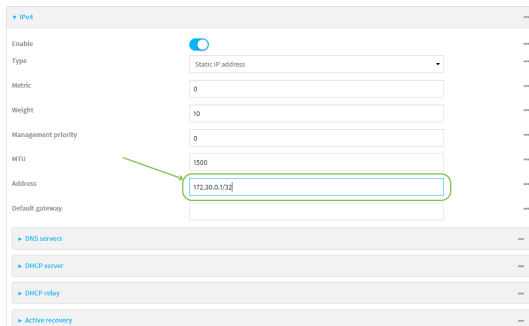 ▾ IPv4
Enable
Type
Static IP address
Metric
0
Weight
10
Management priority
0
MTU
1500
Address
172.30.0.1/32
Default gateway
▸ DNS servers
▸ DHCP server
▸ DHCP relay
▸ Active recovery